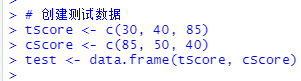 >
> # 创建测试数据
> tScore <- c(30, 40, 85)
> cScore <- c(85, 50, 40)
> test <- data.frame(tScore, cScore)
>